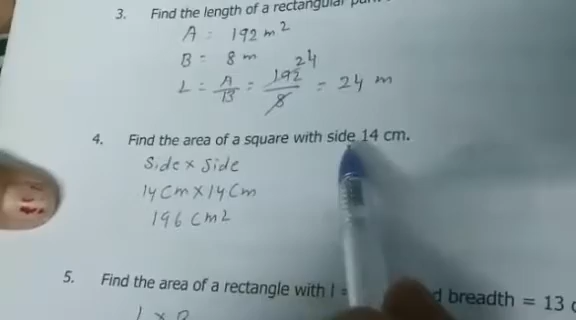 3. Find the length of a rectangular
A = 192 m²
B = 8 m
L = A/B = 192/8 24 = 24 m
4. Find the area of a square with side 14 cm.
Side × Side
14 Cm × 14 Cm
196 Cm2
5. Find the area of a rectangle with l = d breadth = 13 c
l × B